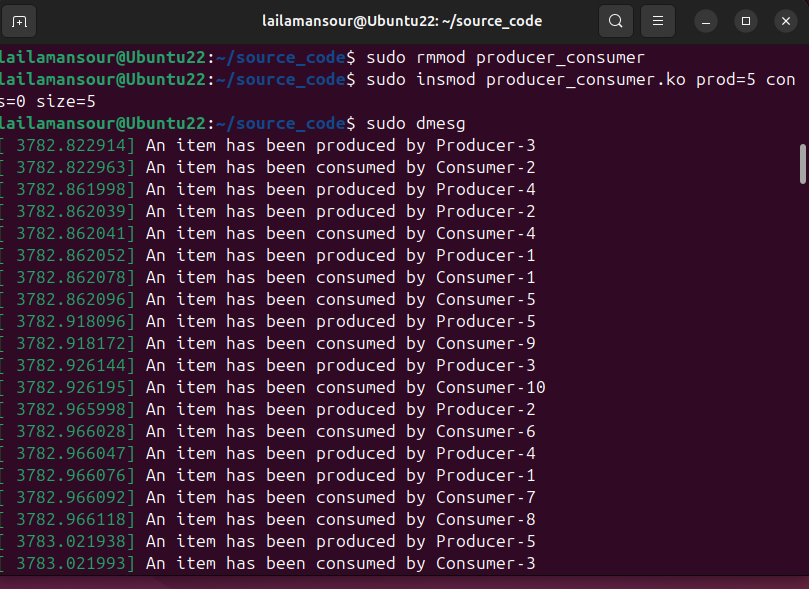 lailamansour@Ubuntu22: ~/source_code
lailamansour@Ubuntu22:~/source_code$ sudo rmmod producer_consumer
lailamansour@Ubuntu22:~/source_code$ sudo insmod producer_consumer.ko prod=5 con
s=0 size=5
lailamansour@Ubuntu22:~/source_code$ sudo dmesg
[ 3782.822914] An item has been produced by Producer-3
[ 3782.822963] An item has been consumed by Consumer-2
[ 3782.861998] An item has been produced by Producer-4
[ 3782.862039] An item has been produced by Producer-2
[ 3782.862041] An item has been consumed by Consumer-4
[ 3782.862052] An item has been produced by Producer-1
[ 3782.862078] An item has been consumed by Consumer-1
[ 3782.862096] An item has been consumed by Consumer-5
[ 3782.918096] An item has been produced by Producer-5
[ 3782.918172] An item has been consumed by Consumer-9
[ 3782.926144] An item has been produced by Producer-3
[ 3782.926195] An item has been consumed by Consumer-10
[ 3782.965998] An item has been produced by Producer-2
[ 3782.966028] An item has been consumed by Consumer-6
[ 3782.966047] An item has been produced by Producer-4
[ 3782.966076] An item has been produced by Producer-1
[ 3782.966092] An item has been consumed by Consumer-7
[ 3782.966118] An item has been consumed by Consumer-8
[ 3783.021938] An item has been produced by Producer-5
[ 3783.021993] An item has been consumed by Consumer-3